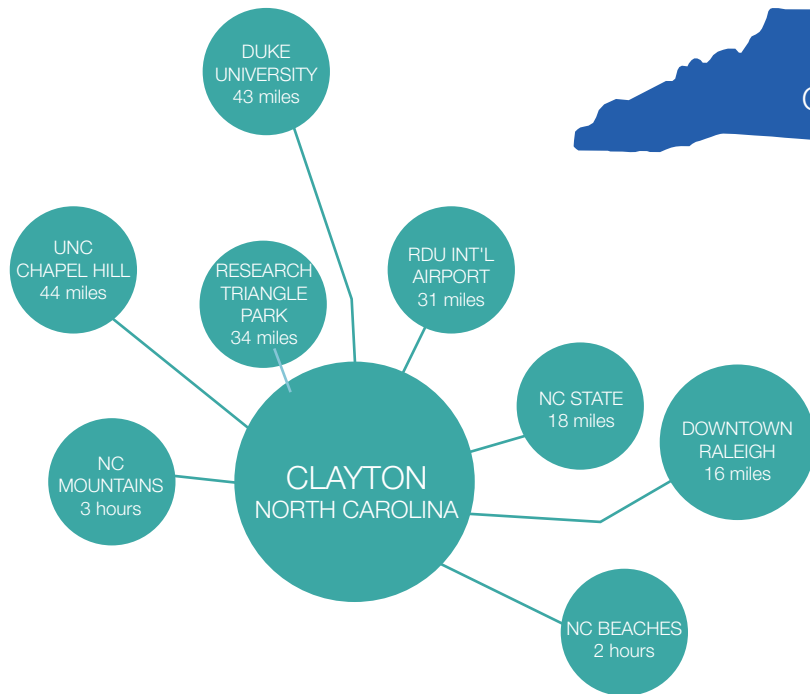 DUKE
UNIVERSITY
43 miles
UNC
CHAPEL HILL
44 miles
RESEARCH
TRIANGLE
PARK
34 miles
RDU INT'L
AIRPORT
31 miles
NC STATE
18 miles
DOWNTOWN
RALEIGH
16 miles
NC
MOUNTAINS
3 hours
CLAYTON
NORTH CAROLINA
NC BEACHES
2 hours